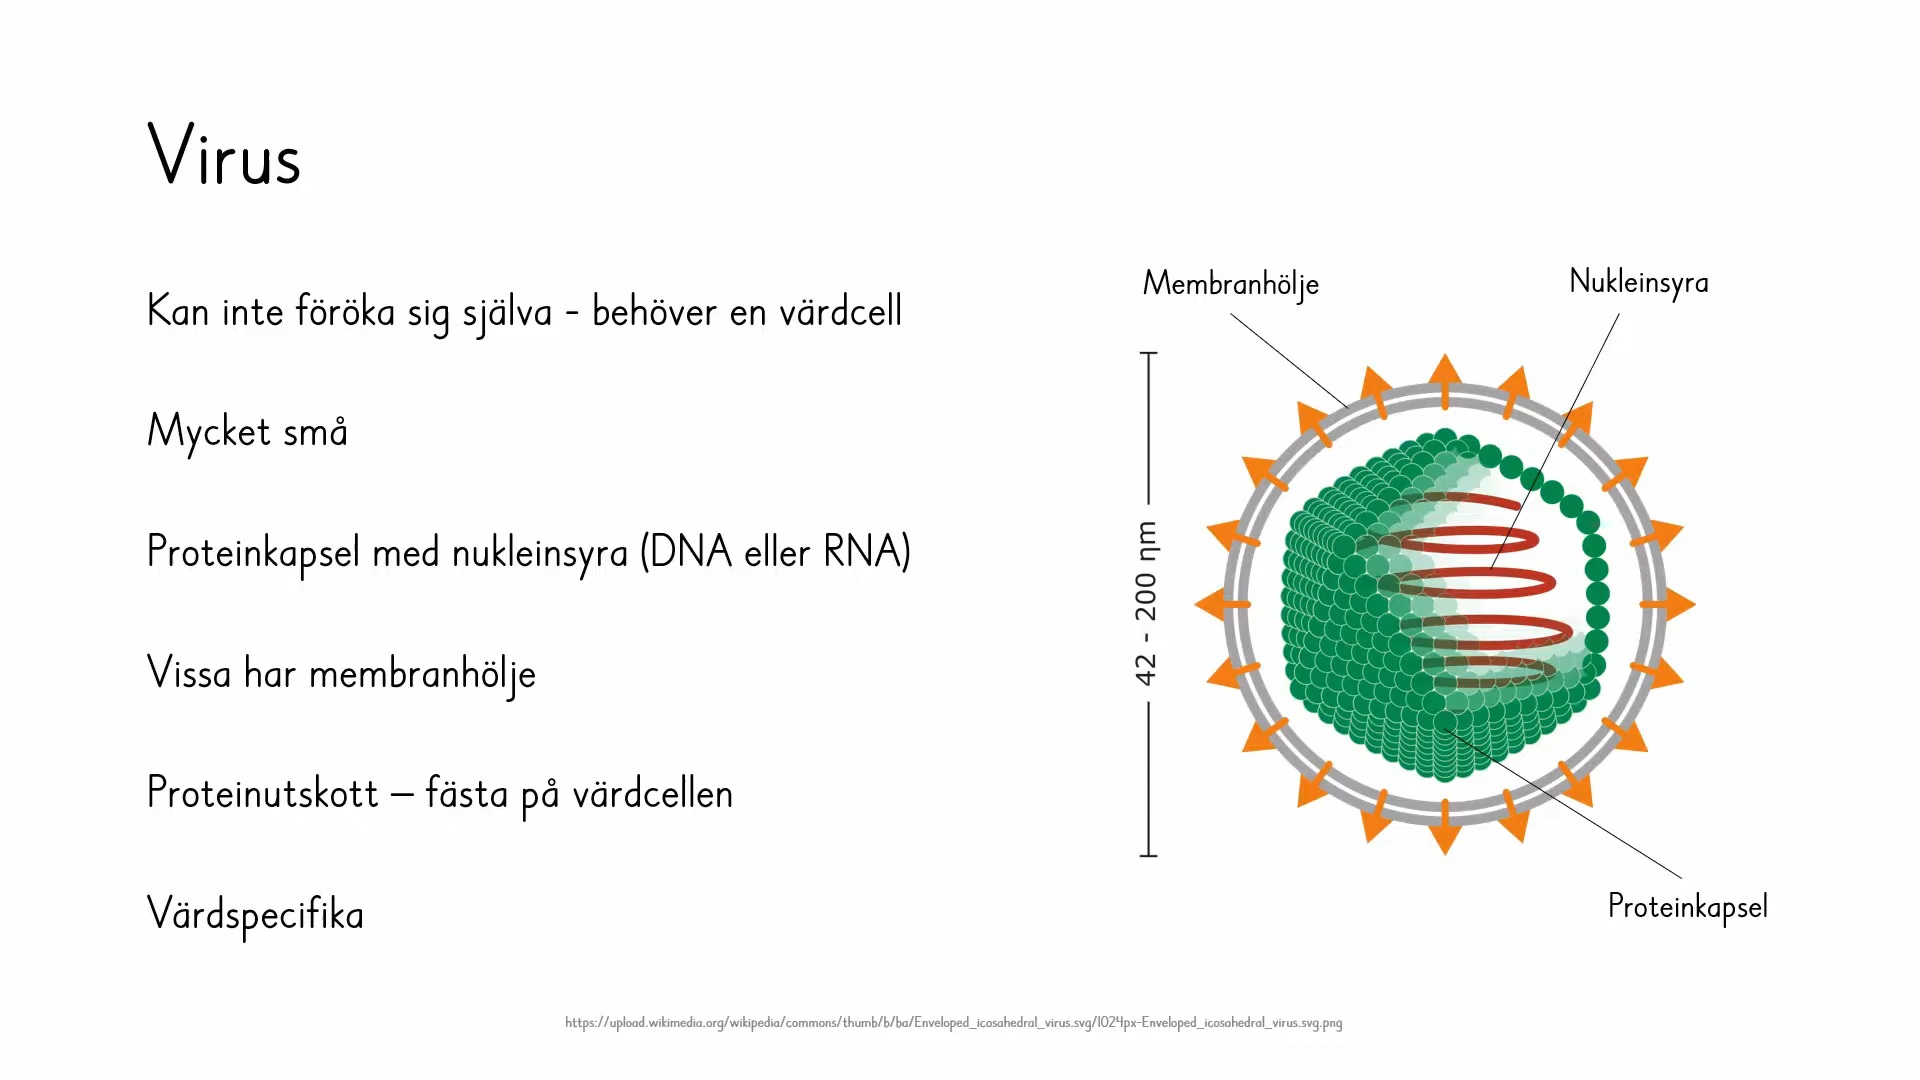 Virus
Kan inte föröka sig själva - behöver en värdcell
Mycket små
Proteinkapsel med nukleinsyra (DNA eller RNA)
Vissa har membranhölje
Proteinutskott – fästa på värdcellen
Värdspecifika
Membranhölje
Nukleinsyra
42 - 200 nm
Proteinkapsel
https://upload.wikimedia.org/wikipedia/commons/thumb/b/ba/Enveloped_icosahedral_virus.svg/1024px-Enveloped_icosahedral_virus.svg.png